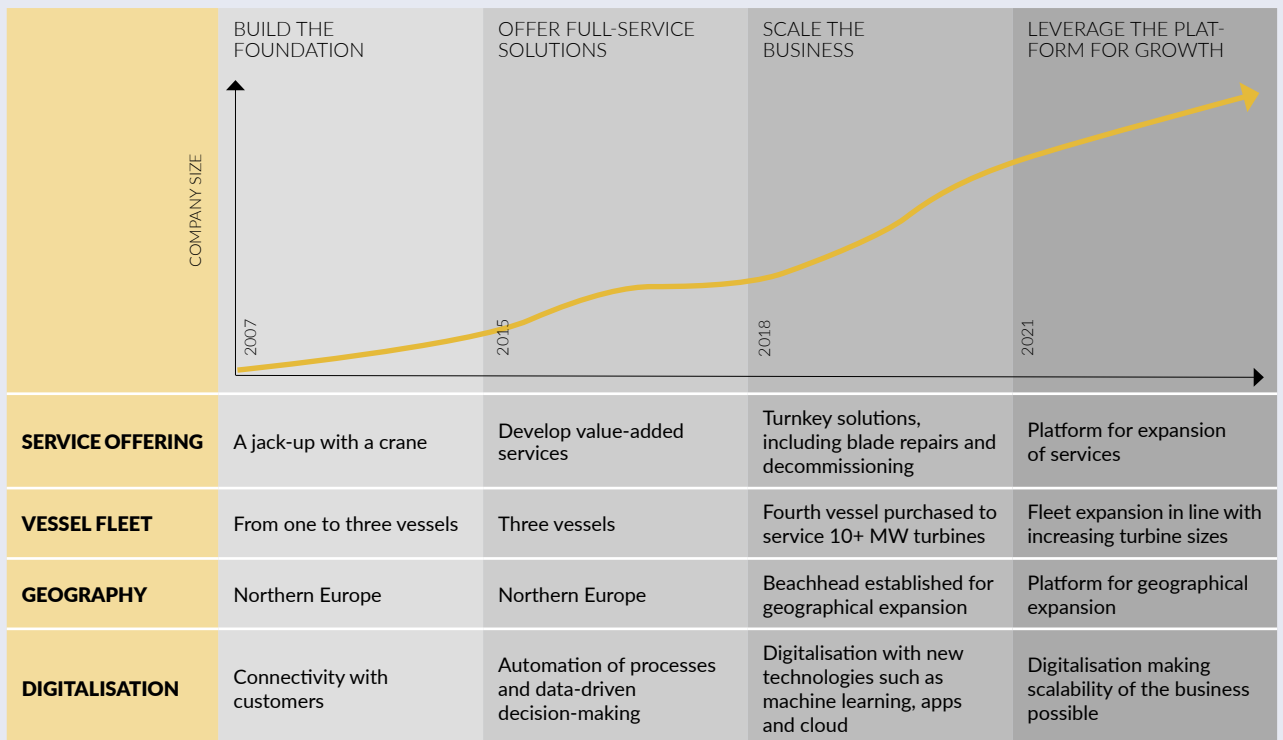 BUILD THE
FOUNDATION
OFFER FULL-SERVICE
SOLUTIONS
SCALE THE
BUSINESS
LEVERAGE THE PLAT-
FORM FOR GROWTH
COMPANY SIZE
2007
2015
2018
2021
SERVICE OFFERING
A jack-up with a crane
Develop value-added
services
Turnkey solutions,
including blade repairs and
decommissioning
Platform for expansion
of services
VESSEL FLEET
From one to three vessels
Three vessels
Fourth vessel purchased to
service 10+ MW turbines
Fleet expansion in line with
increasing turbine sizes
GEOGRAPHY
Northern Europe
Northern Europe
Beachhead established for
geographical expansion
Platform for geographical
expansion
DIGITALISATION
Connectivity with
customers
Automation of processes
and data-driven
decision-making
Digitalisation with new
technologies such as
machine learning, apps
and cloud
Digitalisation making
scalability of the business
possible